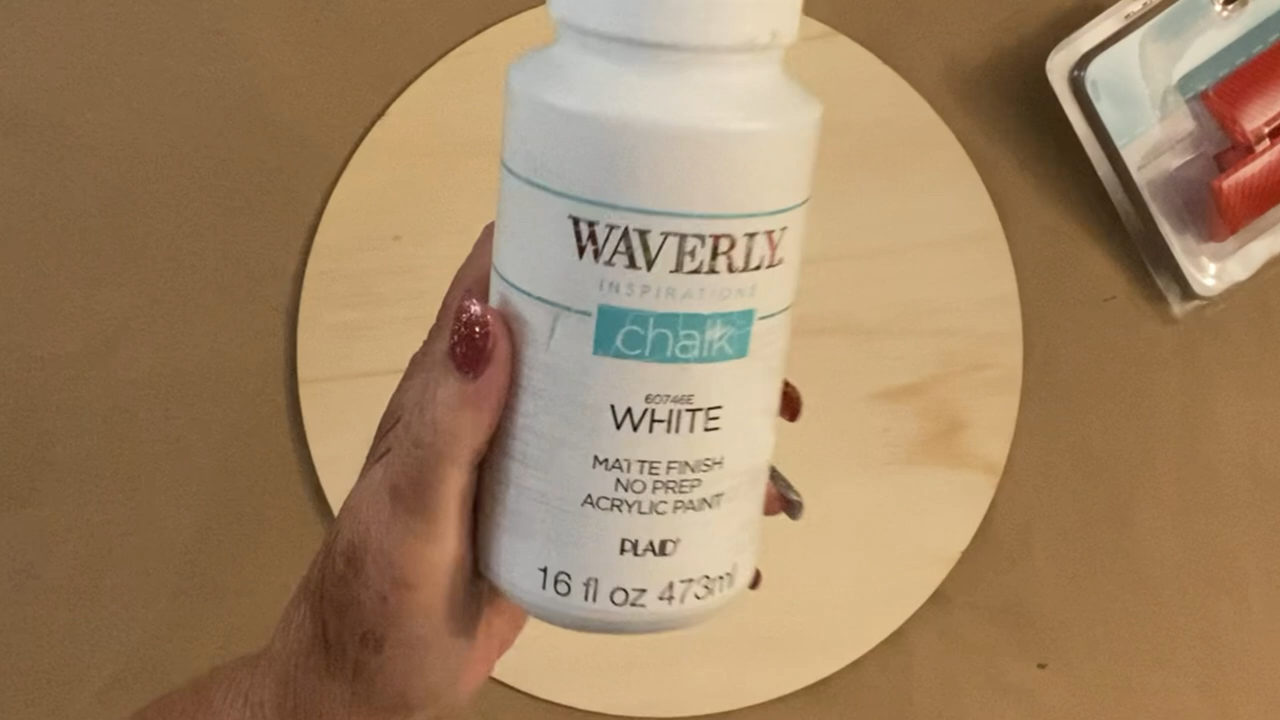 WAVERLY
INSPIRATIONS
chalk
60746E
WHITE
MATTE FINISH
NO PREP
ACRYLIC PAINT
PLAID
16 fl oz 473ml